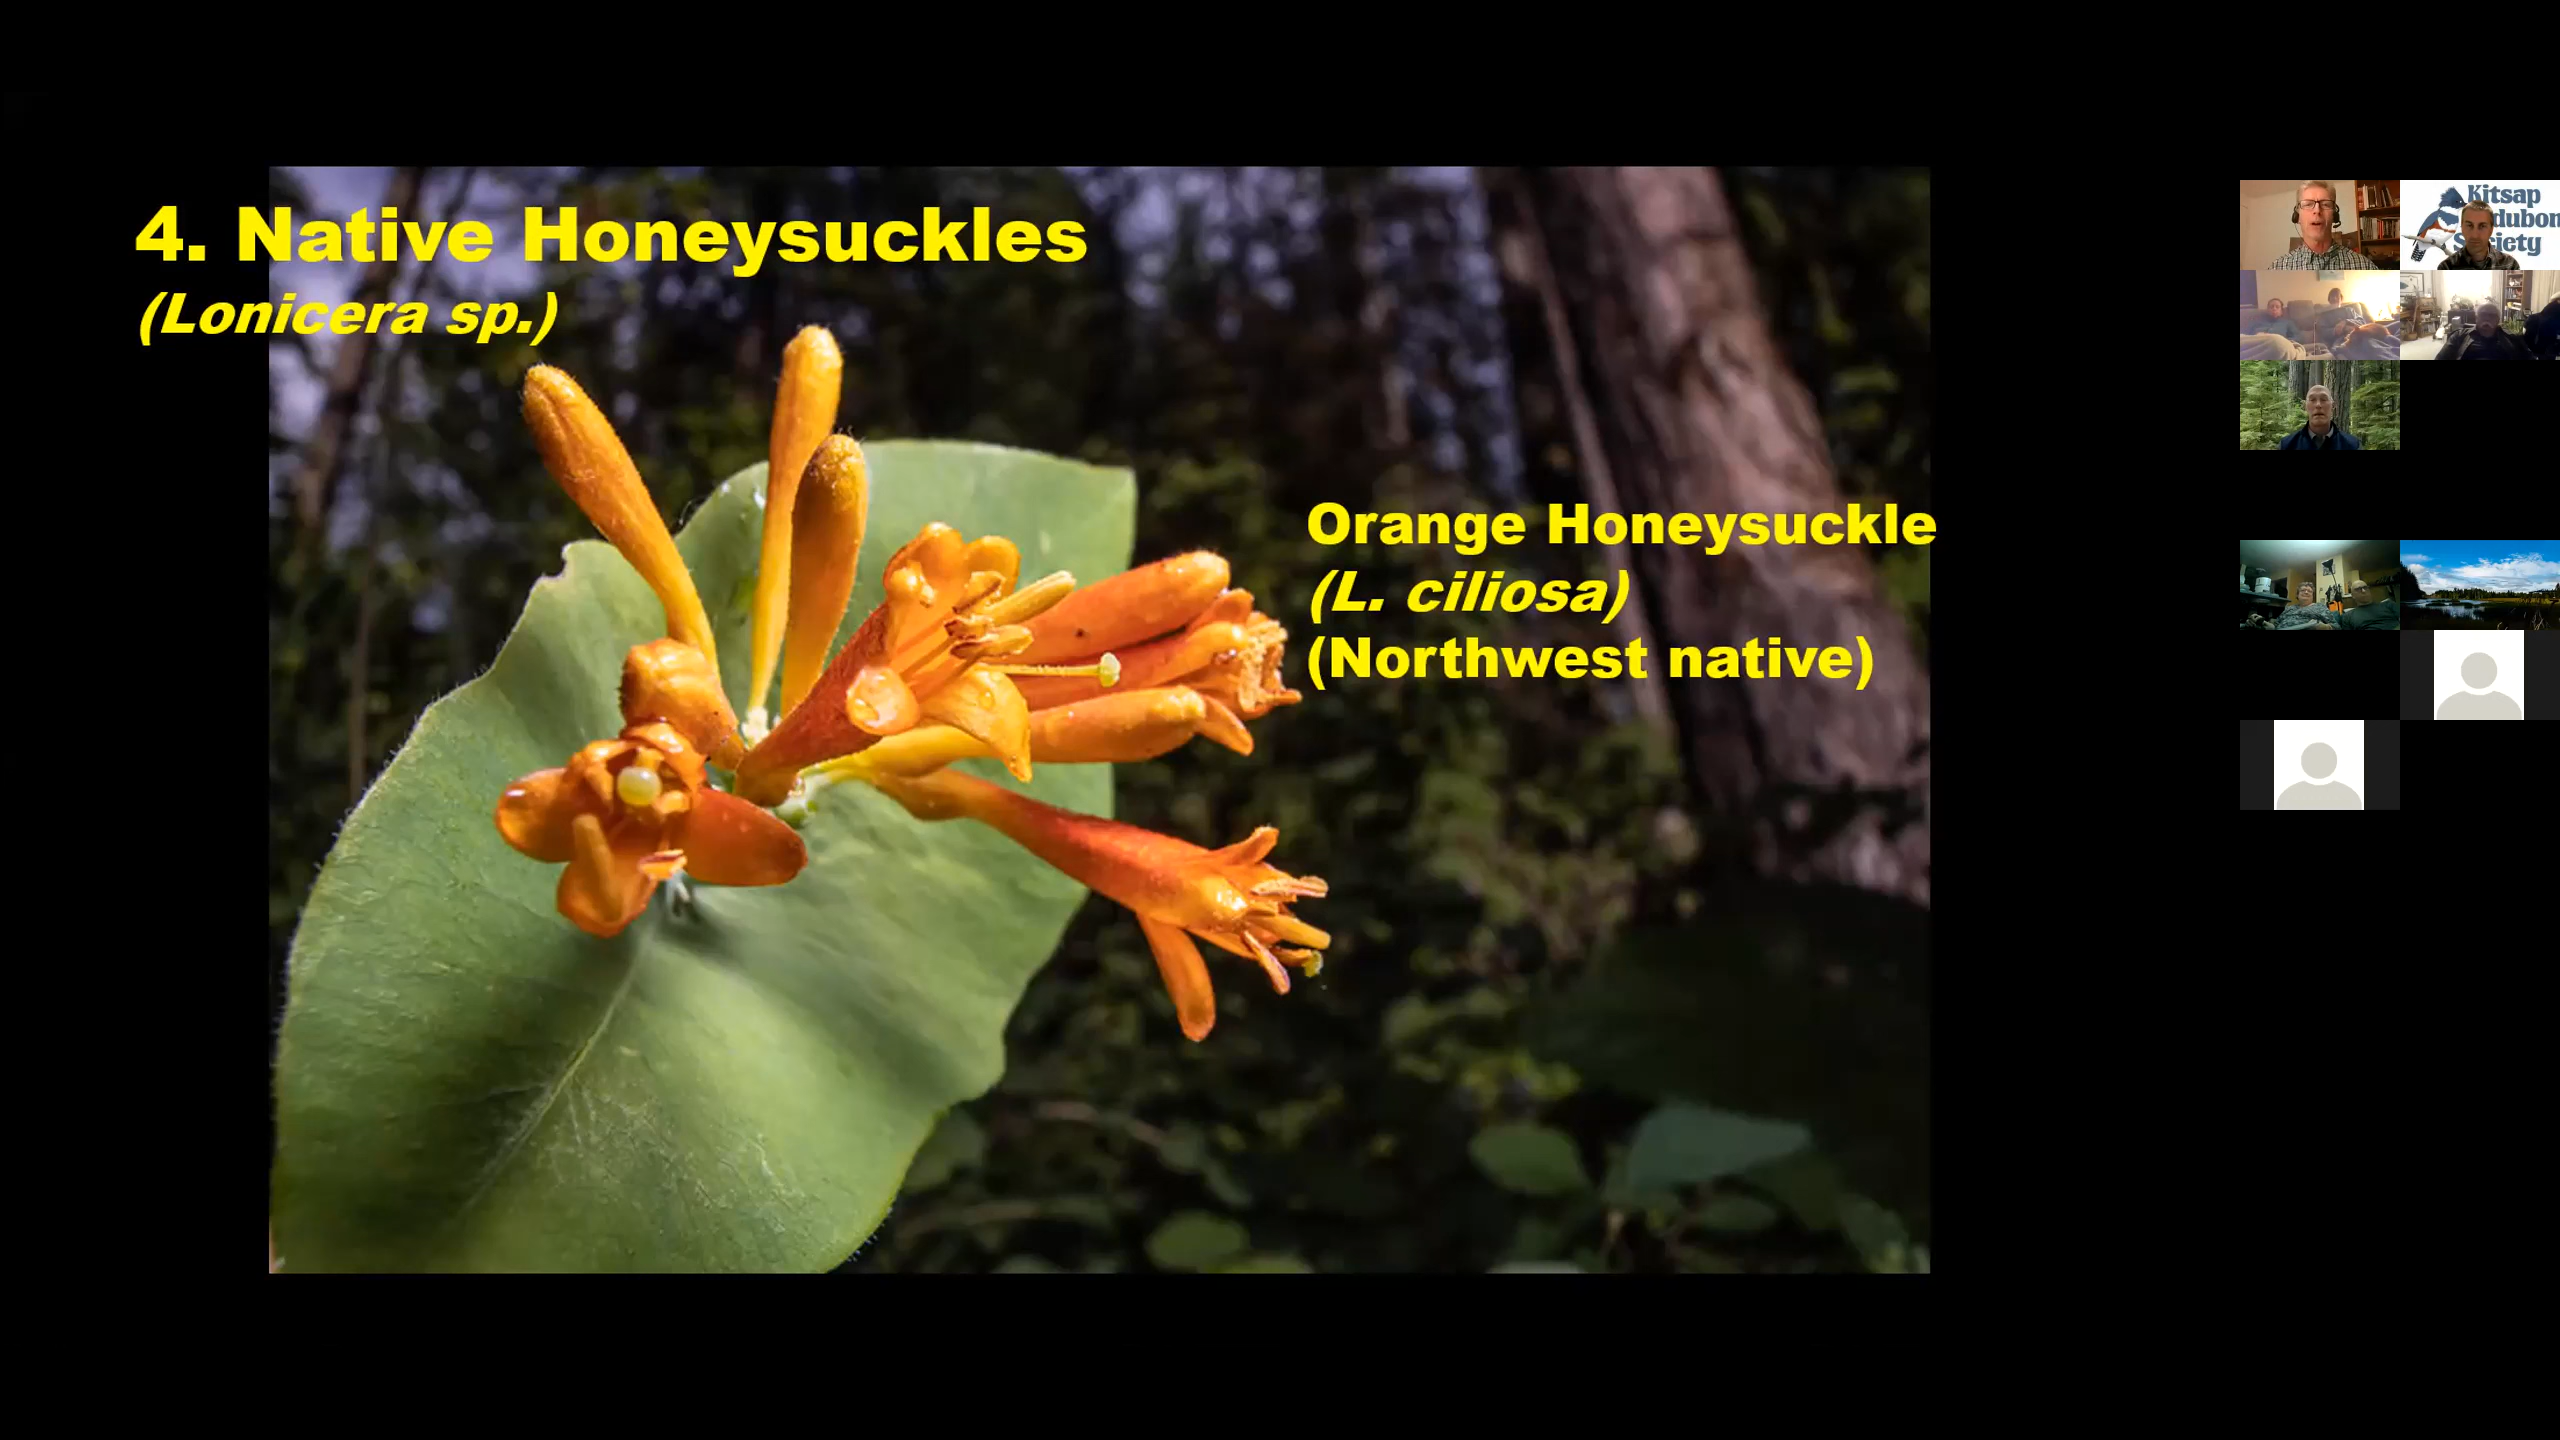 4. Native Honeysuckles
(Lonicera sp.)
Orange Honeysuckle
(L. ciliosa)
(Northwest native)
Kitsap